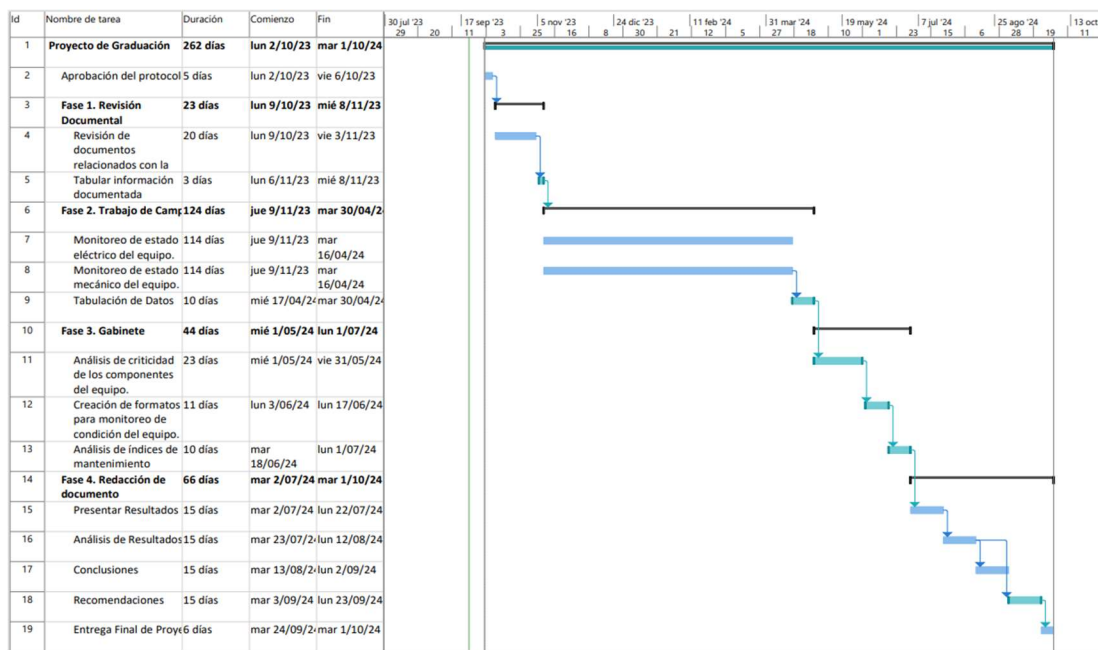 Id Nombre de tarea Duración Comienzo Fin
30 jul '23 17 sep '23 5 nov '23 24 dic '23 11 feb '24 31 mar '24 19 may '24 7 jul '24 25 ago '24 13 oct
29 20 11 3 25 16 8 30 21 12 5 27 18 10 1 23 15 6 28 19 11
1 Proyecto de Graduación 262 días lun 2/10/23 mar 1/10/24
2 Aprobación del protocol 5 días lun 2/10/23 vie 6/10/23
3 Fase 1. Revisión 23 días lun 9/10/23 mié 8/11/23
Documental
4 Revisión de 20 días lun 9/10/23 vie 3/11/23
documentos
relacionados con la
5 Tabular información 3 días lun 6/11/23 mié 8/11/23
documentada
6 Fase 2. Trabajo de Camp 124 días jue 9/11/23 mar 30/04/2
7 Monitoreo de estado 114 días jue 9/11/23 mar
eléctrico del equipo. 16/04/24
8 Monitoreo de estado 114 días jue 9/11/23 mar
mecánico del equipo. 16/04/24
9 Tabulación de Datos 10 días mié 17/04/24 mar 30/04/24
10 Fase 3. Gabinete 44 días mié 1/05/24 lun 1/07/24
11 Análisis de criticidad 23 días mié 1/05/24 vie 31/05/24
de los componentes
del equipo.
12 Creación de formatos 11 días lun 3/06/24 lun 17/06/24
para monitoreo de
condición del equipo.
13 Análisis de índices de 10 días mar lun 1/07/24
mantenimiento 18/06/24
14 Fase 4. Redacción de 66 días mar 2/07/24 mar 1/10/24
documento
15 Presentar Resultados 15 días mar 2/07/24 lun 22/07/24
16 Análisis de Resultados 15 días mar 23/07/24 lun 12/08/24
17 Conclusiones 15 días mar 13/08/24 lun 2/09/24
18 Recomendaciones 15 días mar 3/09/24 lun 23/09/24
19 Entrega Final de Proye 6 días mar 24/09/24 mar 1/10/24